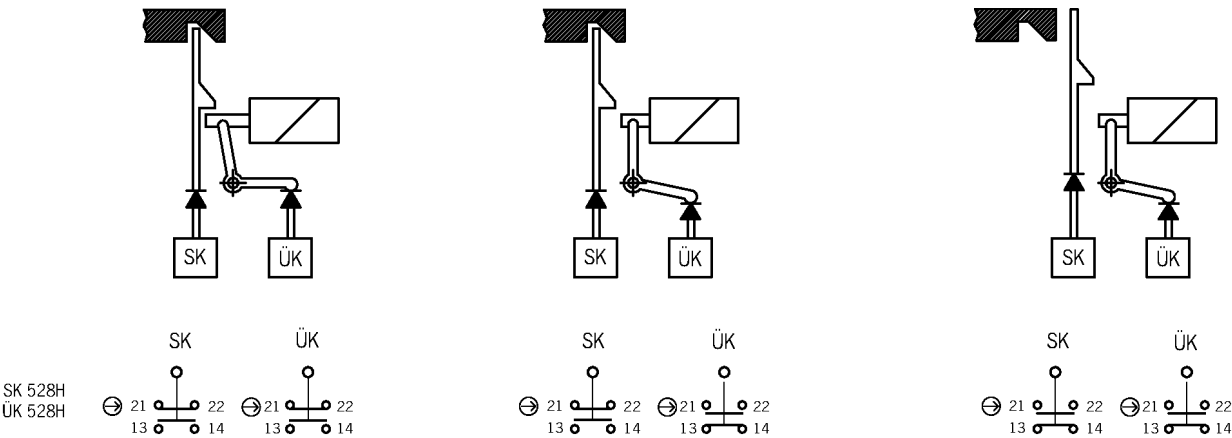 SK ÜK SK ÜK SK ÜK
SK ÜK SK ÜK SK ÜK
SK 528H
ÜK 528H
21 22 21 22 21 22 21 22 21 22 21 22
13 14 13 14 13 14 13 14 13 14 13 14